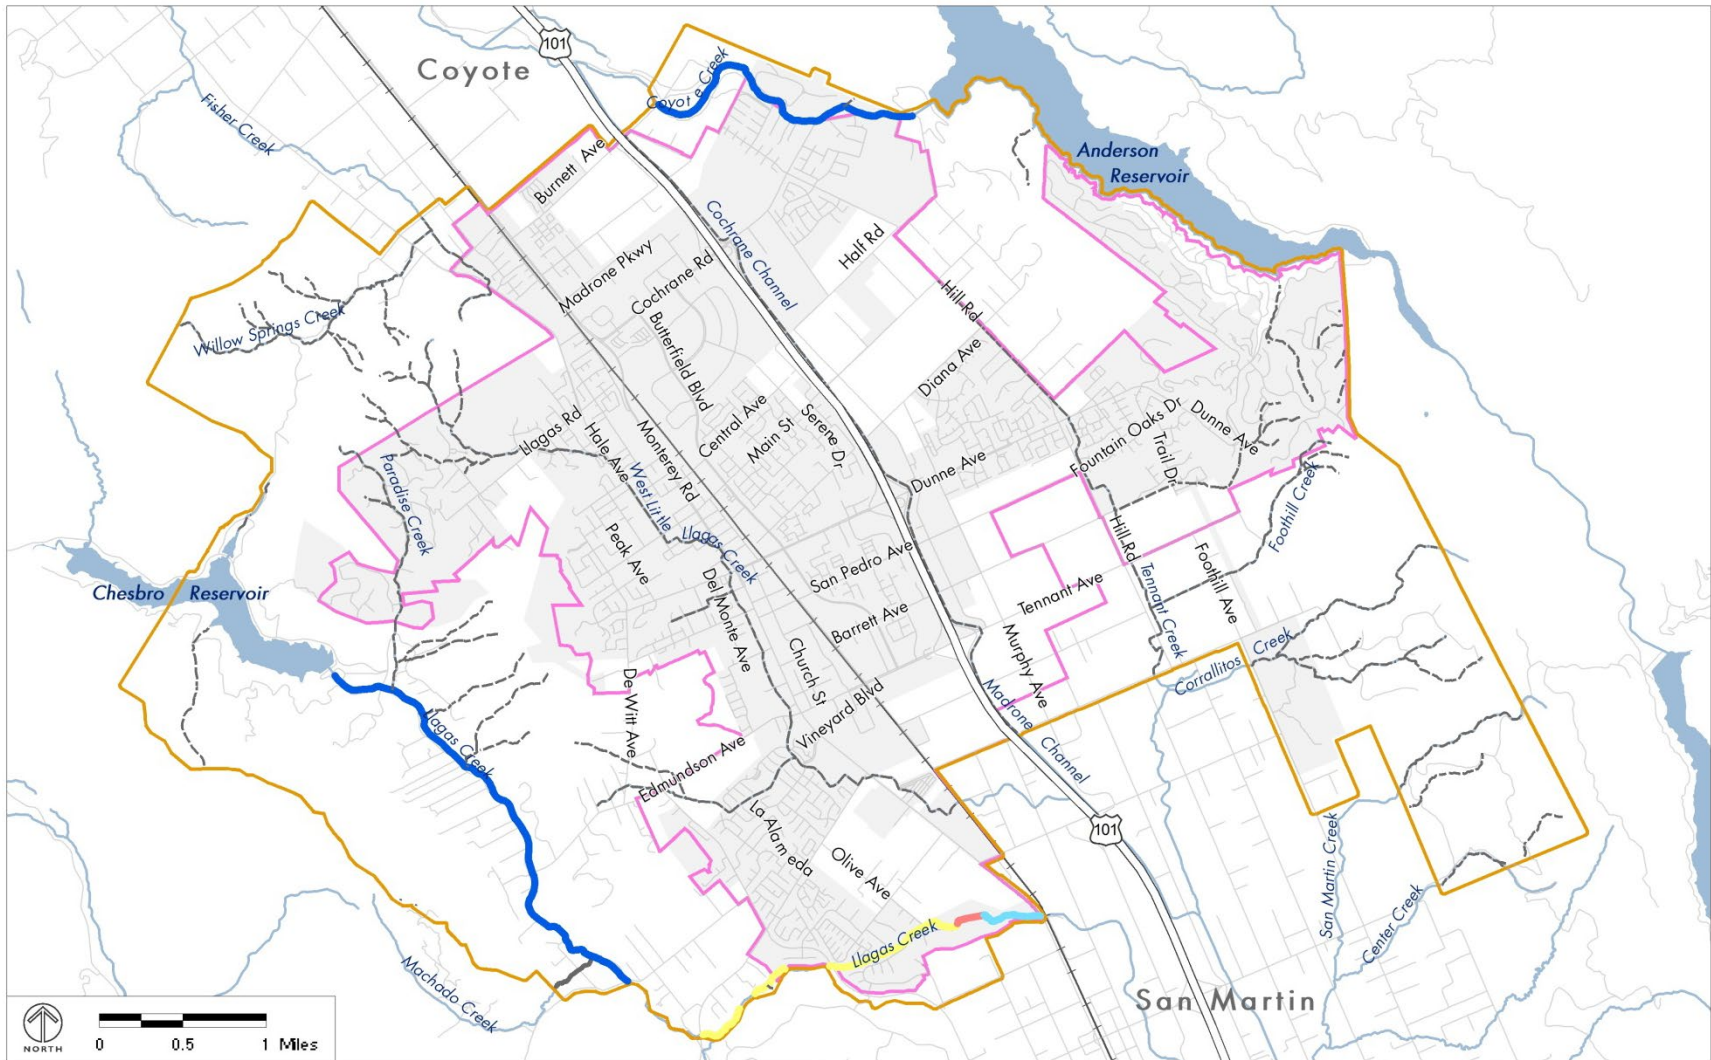 101
Coyote
Coyote Creek
Fisher Creek
Burnett Ave
Anderson
Reservoir
Cochrane Channel
Half Rd
Madrone Pkwy
Cochrane Rd
Hill Rd
Willow Springs Creek
Butterfield Blvd
Diana Ave
Central Ave
Main St
Serene Dr
Llagas Rd
Hale Ave
Monterey Rd
Fountain Oaks Dr
Dunne Ave
Trail Dr
Dunne Ave
Paradise Creek
West Little
Llagas Creek
Foothill Creek
Peak Ave
San Pedro Ave
Hill Rd
Tennant Creek
Foothill Ave
Chesbro Reservoir
Del Monte Ave
Tennant Ave
Barrett Ave
Murphy Ave
Church St
De Witt Ave
Corrallitos Creek
Madrone Channel
Vineyard Blvd
Llagas Creek
Edmundson Ave
La Alameda
Olive Ave
101
San Martin Creek
Center Creek
Llagas Creek
Machado Creek
San Martin
NORTH
0 0.5 1 Miles